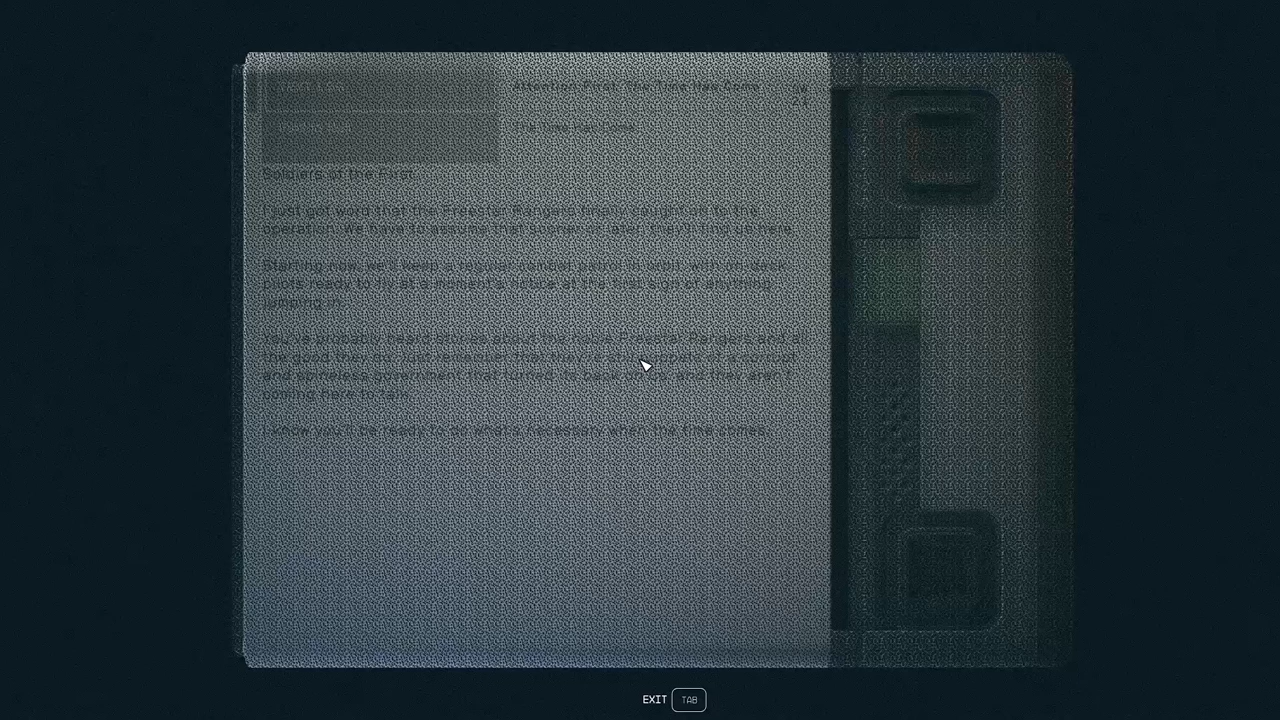 Attention First: The Time Has Come
The Time Has Come
Soldiers of the First,
I just got word that the Freestar Rangers finally caught on to the
operation. We have to assume that sooner or later, they'll find us here.
Starting now, we'll keep a regular combat patrol in orbit, with on-deck
pilots ready to fly at a moment's notice at the first sign of anything
jumping in.
You've probably heard stories about the noble Freestar Rangers and all
the good they do. Just remember that they're still puppets of a corrupt
and spineless government that turned its back on us, and they aren't
coming here to talk.
I know you'll be ready to do what's necessary when the time comes.
EXIT TAB